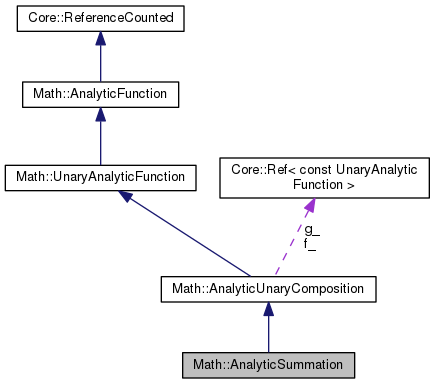 Core::ReferenceCounted
Math::AnalyticFunction
Math::UnaryAnalyticFunction
Core::Ref< const UnaryAnalytic
Function >
g_
f_
Math::AnalyticUnaryComposition
Math::AnalyticSummation